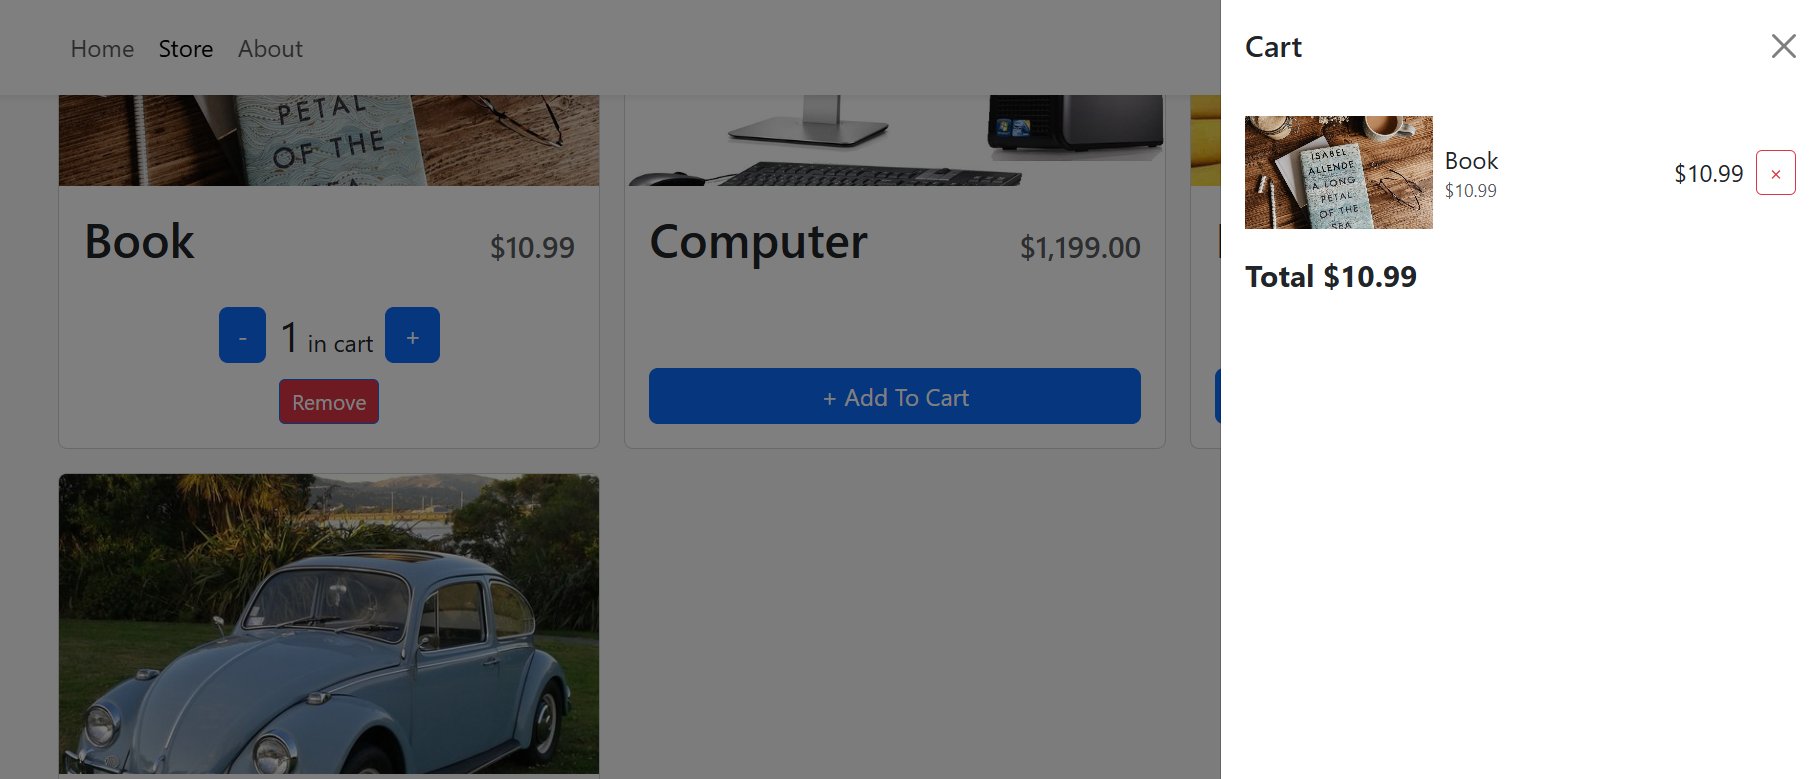 Home Store About
PETAL
OF THE
SEA
Book $10.99
- 1 in cart +
Remove
Computer $1,199.00
+ Add To Cart
Cart
ISABEL
ALLENDE
A LONG
PETAL
OF THE
SEA
Book
$10.99
$10.99 ×
Total $10.99